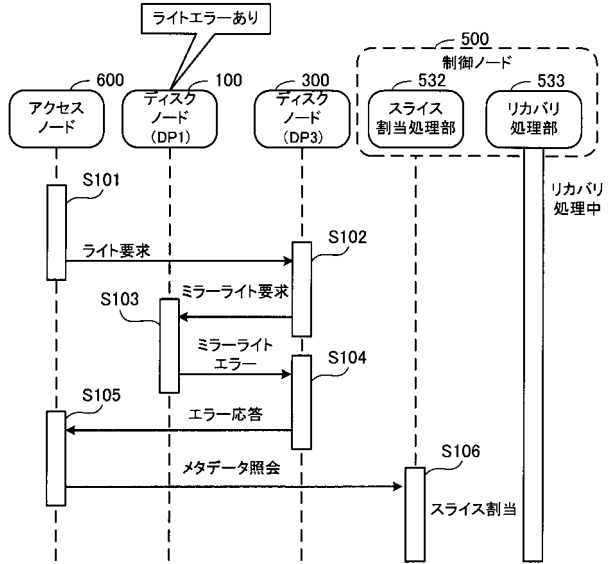 ライトエラーあり
500
制御ノード
600
100
300
532
533
アクセス
ノード
ディスク
ノード
(DP1)
ディスク
ノード
(DP3)
スライス
割当処理部
リカバリ
処理部
リカバリ
処理中
S101
ライト要求
S102
ミラーライト要求
S103
ミラーライト
エラー
S104
エラー応答
S105
メタデータ照会
S106
スライス割当